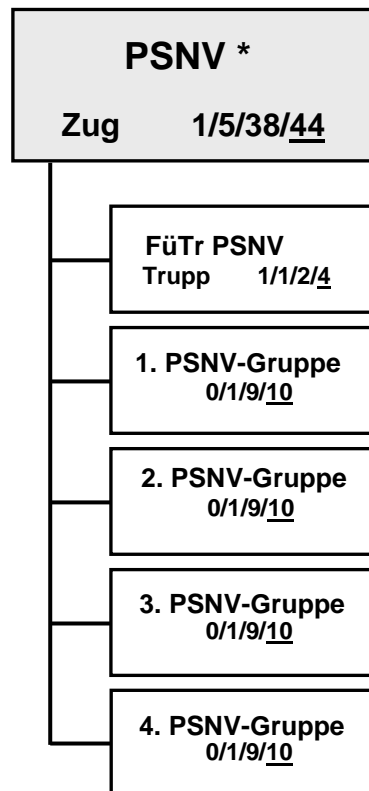 PSNV *
Zug 1/5/38/44
FüTr PSNV
Trupp 1/1/2/4
1. PSNV-Gruppe
0/1/9/10
2. PSNV-Gruppe
0/1/9/10
3. PSNV-Gruppe
0/1/9/10
4. PSNV-Gruppe
0/1/9/10